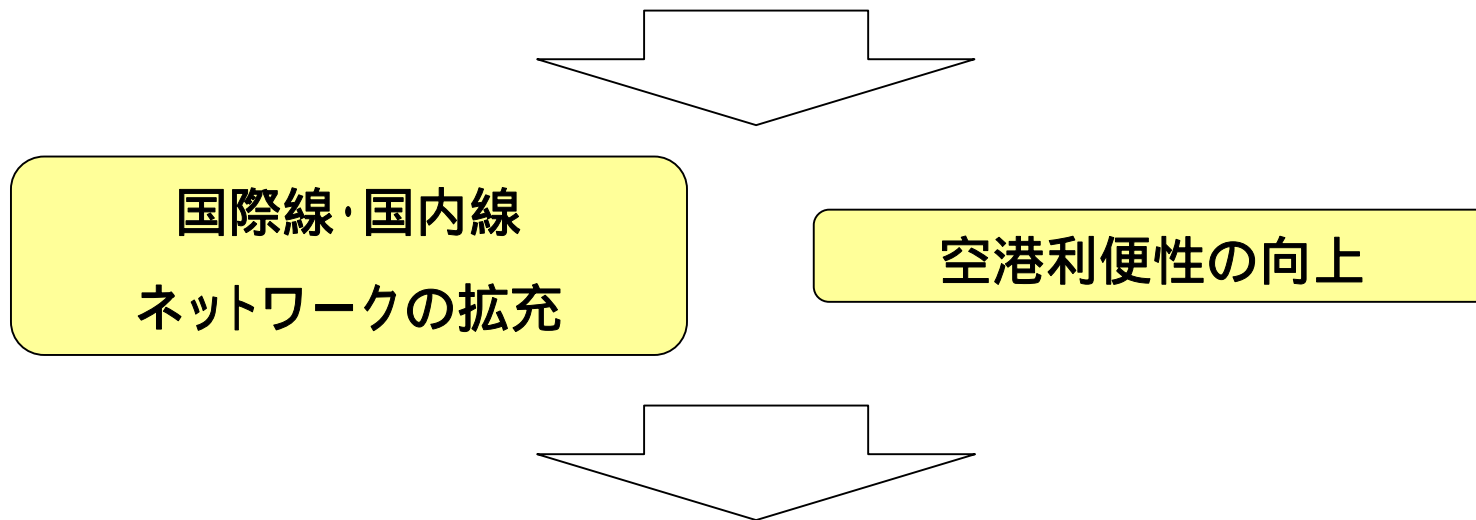 国際線・国内線
ネットワークの拡充
空港利便性の向上